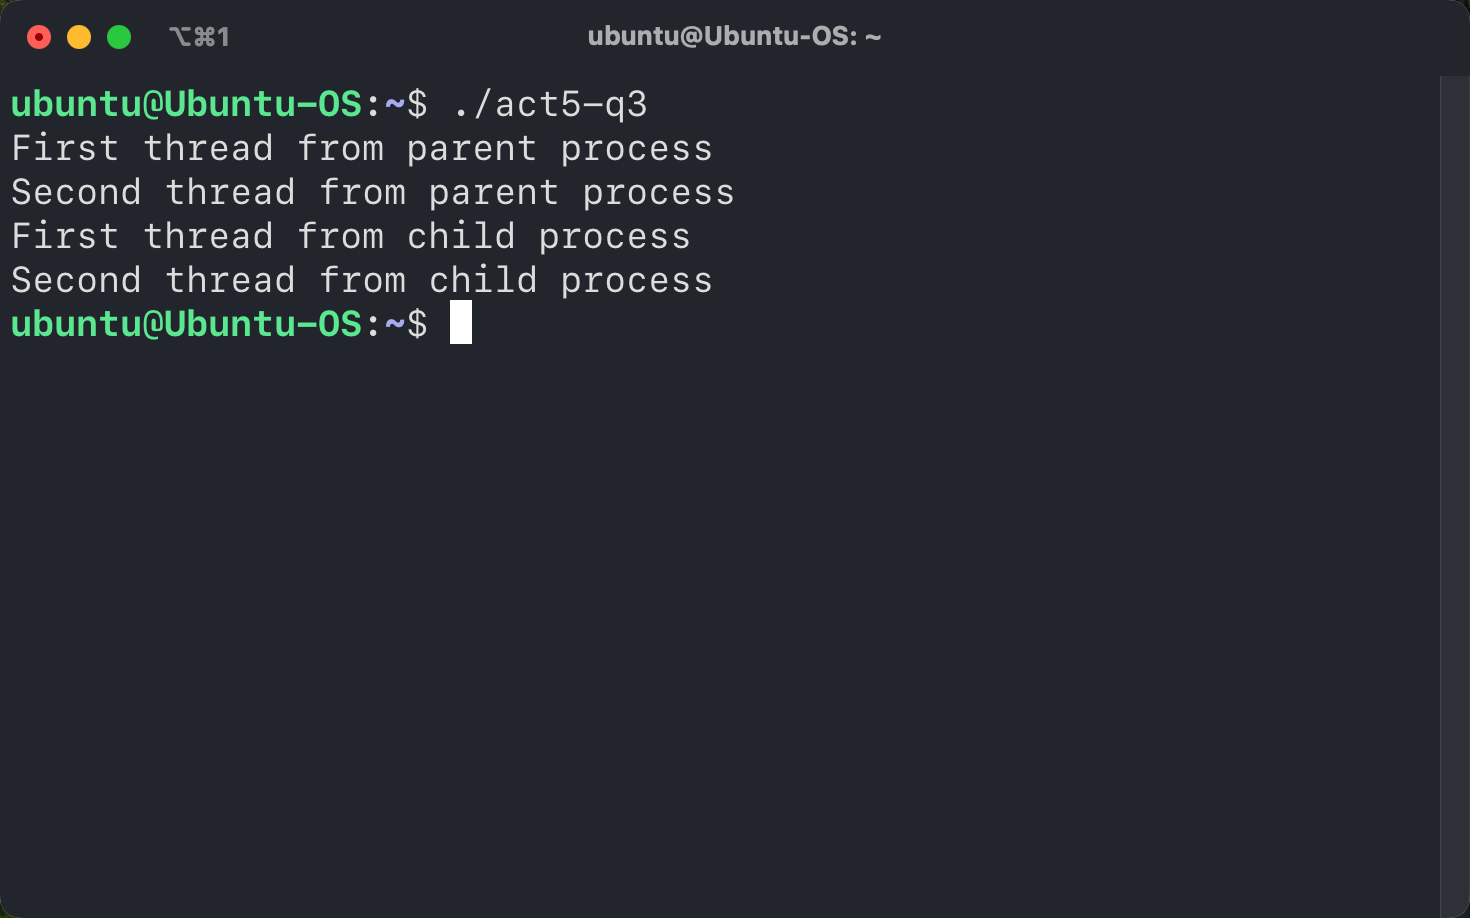 ⌥⌘1
ubuntu@Ubuntu-OS: ~
ubuntu@Ubuntu-OS:~$ ./act5-q3
First thread from parent process
Second thread from parent process
First thread from child process
Second thread from child process
ubuntu@Ubuntu-OS:~$